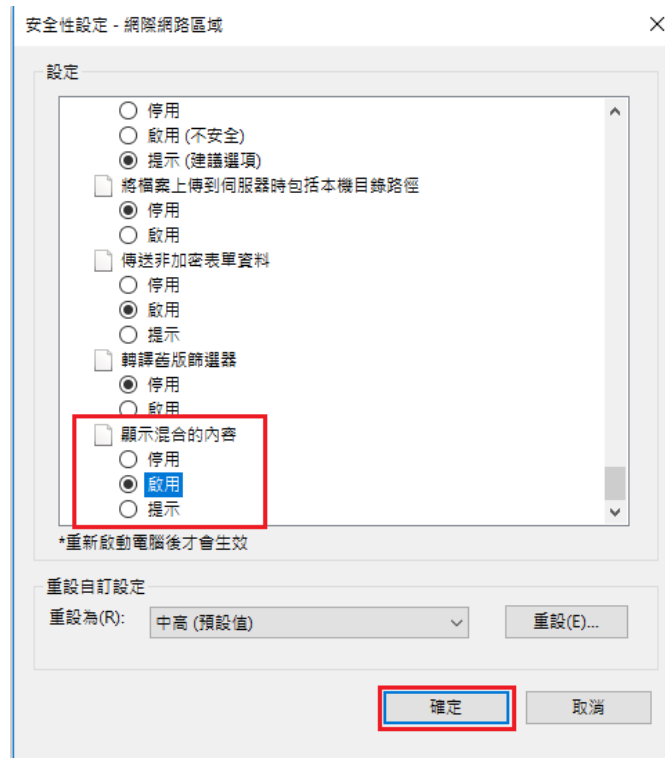 安全性設定 - 網際網路區域
設定
停用
啟用 (不安全)
提示 (建議選項)
將檔案上傳到伺服器時包括本機目錄路徑
停用
啟用
傳送非加密表單資料
停用
啟用
提示
轉譯舊版篩選器
停用
啟用
顯示混合的內容
停用
啟用
提示
*重新啟動電腦後才會生效
重設自訂設定
重設為(R):
中高 (預設值)
重設(E)...
確定
取消